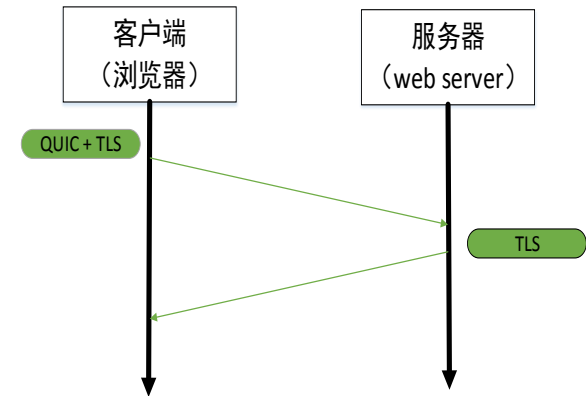 客户端
（浏览器）
服务器
（web server）
QUIC + TLS
TLS